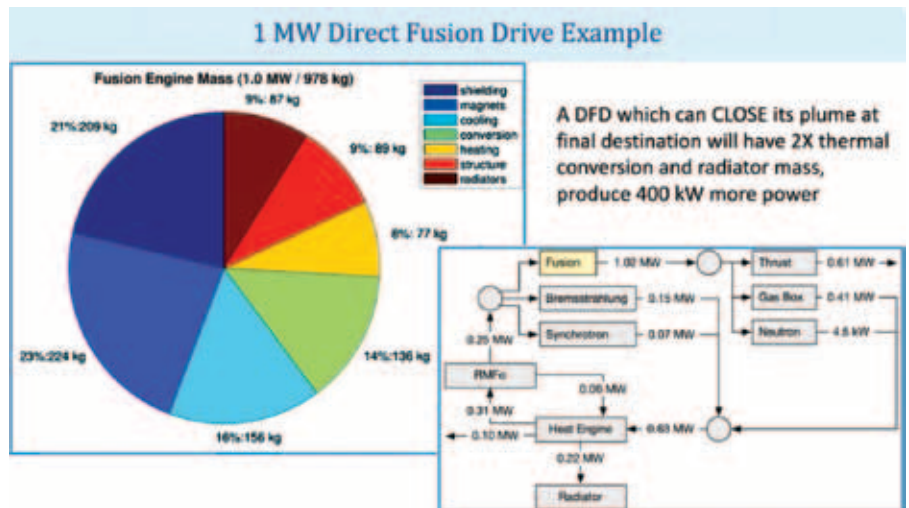 1 MW Direct Fusion Drive Example
Fusion Engine Mass (1.0 MW / 978 kg)
9%: 87 kg
shielding
magnets
cooling
conversion
heating
structure
radiators
21%:209 kg
9%: 89 kg
8%: 77 kg
14%:136 kg
16%:156 kg
23%:224 kg
A DFD which can CLOSE its plume at
final destination will have 2X thermal
conversion and radiator mass,
produce 400 kW more power
Fusion
1.02 MW
Thrust
0.61 MW
Bremsstrahlung
0.15 MW
Gas Box
0.41 MW
Synchrotron
0.07 MW
Neutron
0.25 MW
RMFo
0.06 MW
0.31 MW
Heat Engine
0.63 MW
0.10 MW
0.22 MW
Radiator